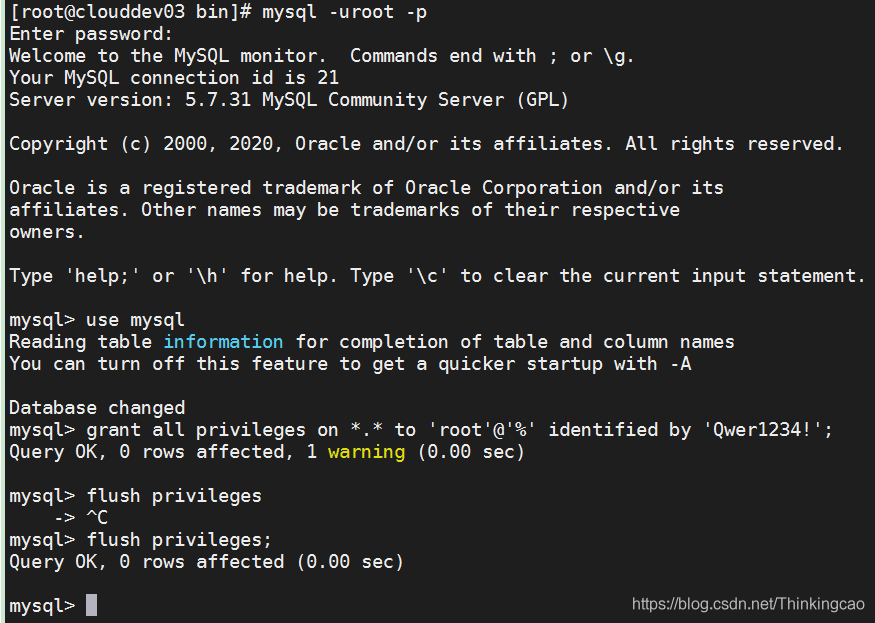 [root@clouddev03 bin]# mysql -uroot -p
Enter password:
Welcome to the MySQL monitor.  Commands end with ; or \g.
Your MySQL connection id is 21
Server version: 5.7.31 MySQL Community Server (GPL)
Copyright (c) 2000, 2020, Oracle and/or its affiliates. All rights reserved.
Oracle is a registered trademark of Oracle Corporation and/or its
affiliates. Other names may be trademarks of their respective
owners.
Type 'help;' or '\h' for help. Type '\c' to clear the current input statement.
mysql> use mysql
Reading table information for completion of table and column names
You can turn off this feature to get a quicker startup with -A
Database changed
mysql> grant all privileges on *.* to 'root'@'%' identified by 'Qwer1234!';
Query OK, 0 rows affected, 1 warning (0.00 sec)
mysql> flush privileges
    -> ^C
mysql> flush privileges;
Query OK, 0 rows affected (0.00 sec)
mysql>
https://blog.csdn.net/Thinkingcao